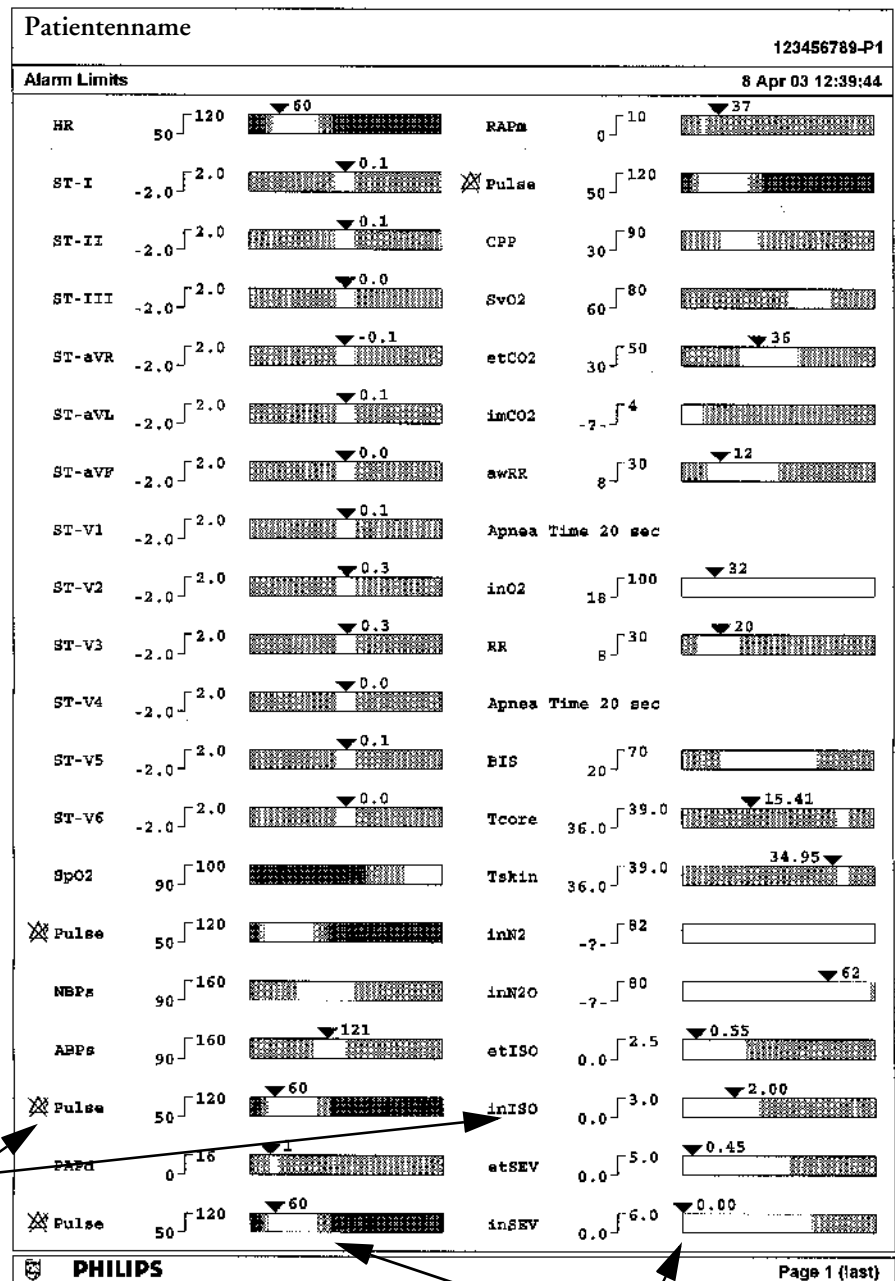 Patientenname
123456789-P1
Alarm Limits
8 Apr 03 12:39:44
HR 50 120 60
ST-I -2.0 2.0 0.1
ST-II -2.0 2.0 0.1
ST-III -2.0 2.0 0.0
ST-aVR -2.0 2.0 -0.1
ST-aVL -2.0 2.0 0.1
ST-aVF -2.0 2.0 0.0
ST-V1 -2.0 2.0 0.1
ST-V2 -2.0 2.0 0.3
ST-V3 -2.0 2.0 0.3
ST-V4 -2.0 2.0 0.0
ST-V5 -2.0 2.0 0.1
ST-V6 -2.0 2.0 0.0
SpO2 90 100
Pulse 50 120
NBPs 90 160
ABPs 90 160 121
Pulse 50 120 60
PAPd 0 16 1
Pulse 50 120 60
RAPm 0 10 37
Pulse 50 120
CPP 30 90
SvO2 60 80
etCO2 30 50 36
imCO2 -?- 4
awRR 8 30 12
Apnea Time 20 sec
inO2 18 100 32
RR 8 30 20
Apnea Time 20 sec
BIS 20 70
Tcore 36.0 39.0 15.41
Tskin 36.0 39.0 34.95
inN2 -?- 82
inN2O -?- 80 62
etISO 0.0 2.5 0.55
inISO 0.0 3.0 2.00
etSEV 0.0 5.0 0.45
inSEV 0.0 6.0 0.00
PHILIPS
Page 1 (last)